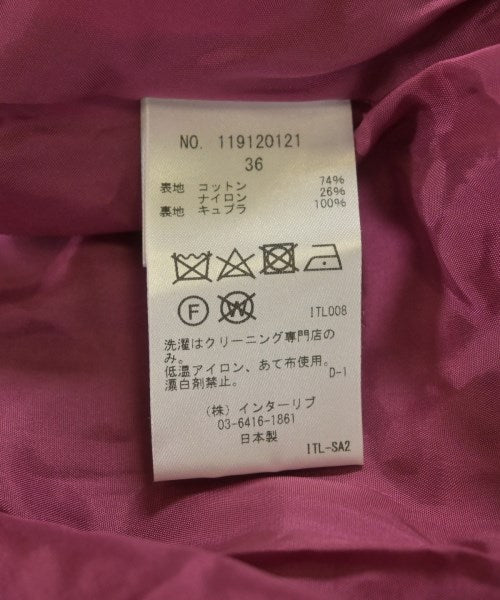 NO. 119120121
36
表地 コットン 74%
ナイロン 26%
裏地 キュプラ 100%
F W
ITL008
洗濯はクリーニング専門店の
み。
低温アイロン、あて布使用。
漂白剤禁止。 D-1
(株) インターリブ
03-6416-1861
日本製
ITL-SA2